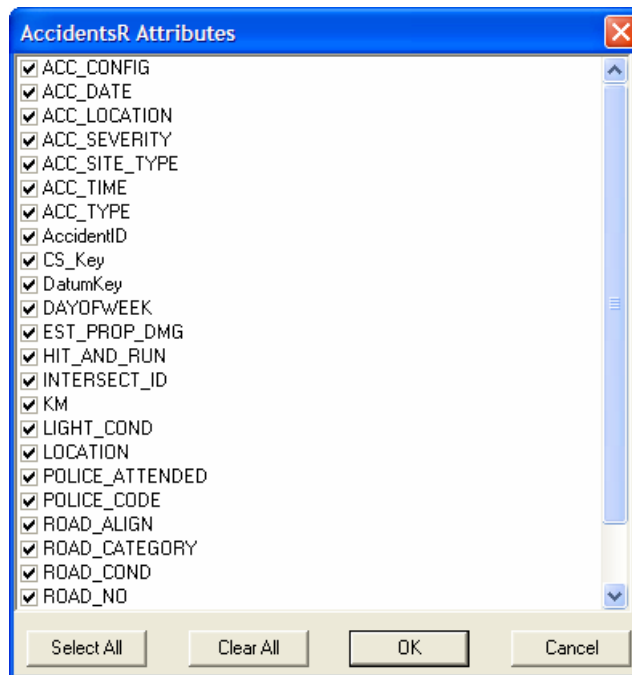 AccidentsR Attributes
ACC_CONFIG
ACC_DATE
ACC_LOCATION
ACC_SEVERITY
ACC_SITE_TYPE
ACC_TIME
ACC_TYPE
AccidentID
CS_Key
DatumKey
DAYOFWEEK
EST_PROP_DMG
HIT_AND_RUN
INTERSECT_ID
KM
LIGHT_COND
LOCATION
POLICE_ATTENDED
POLICE_CODE
ROAD_ALIGN
ROAD_CATEGORY
ROAD_COND
ROAD_NO
Select All Clear All OK Cancel